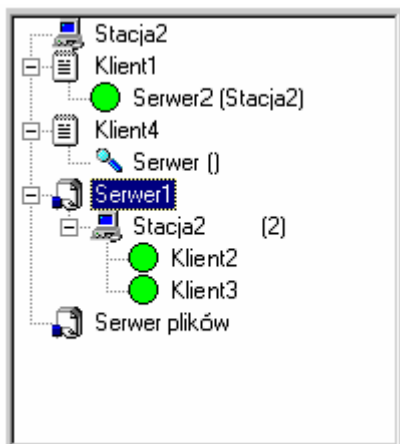 Stacja2
Klient1
Serwer2 (Stacja2)
Klient4
Serwer ()
Serwer1
Stacja2 (2)
Klient2
Klient3
Serwer plików